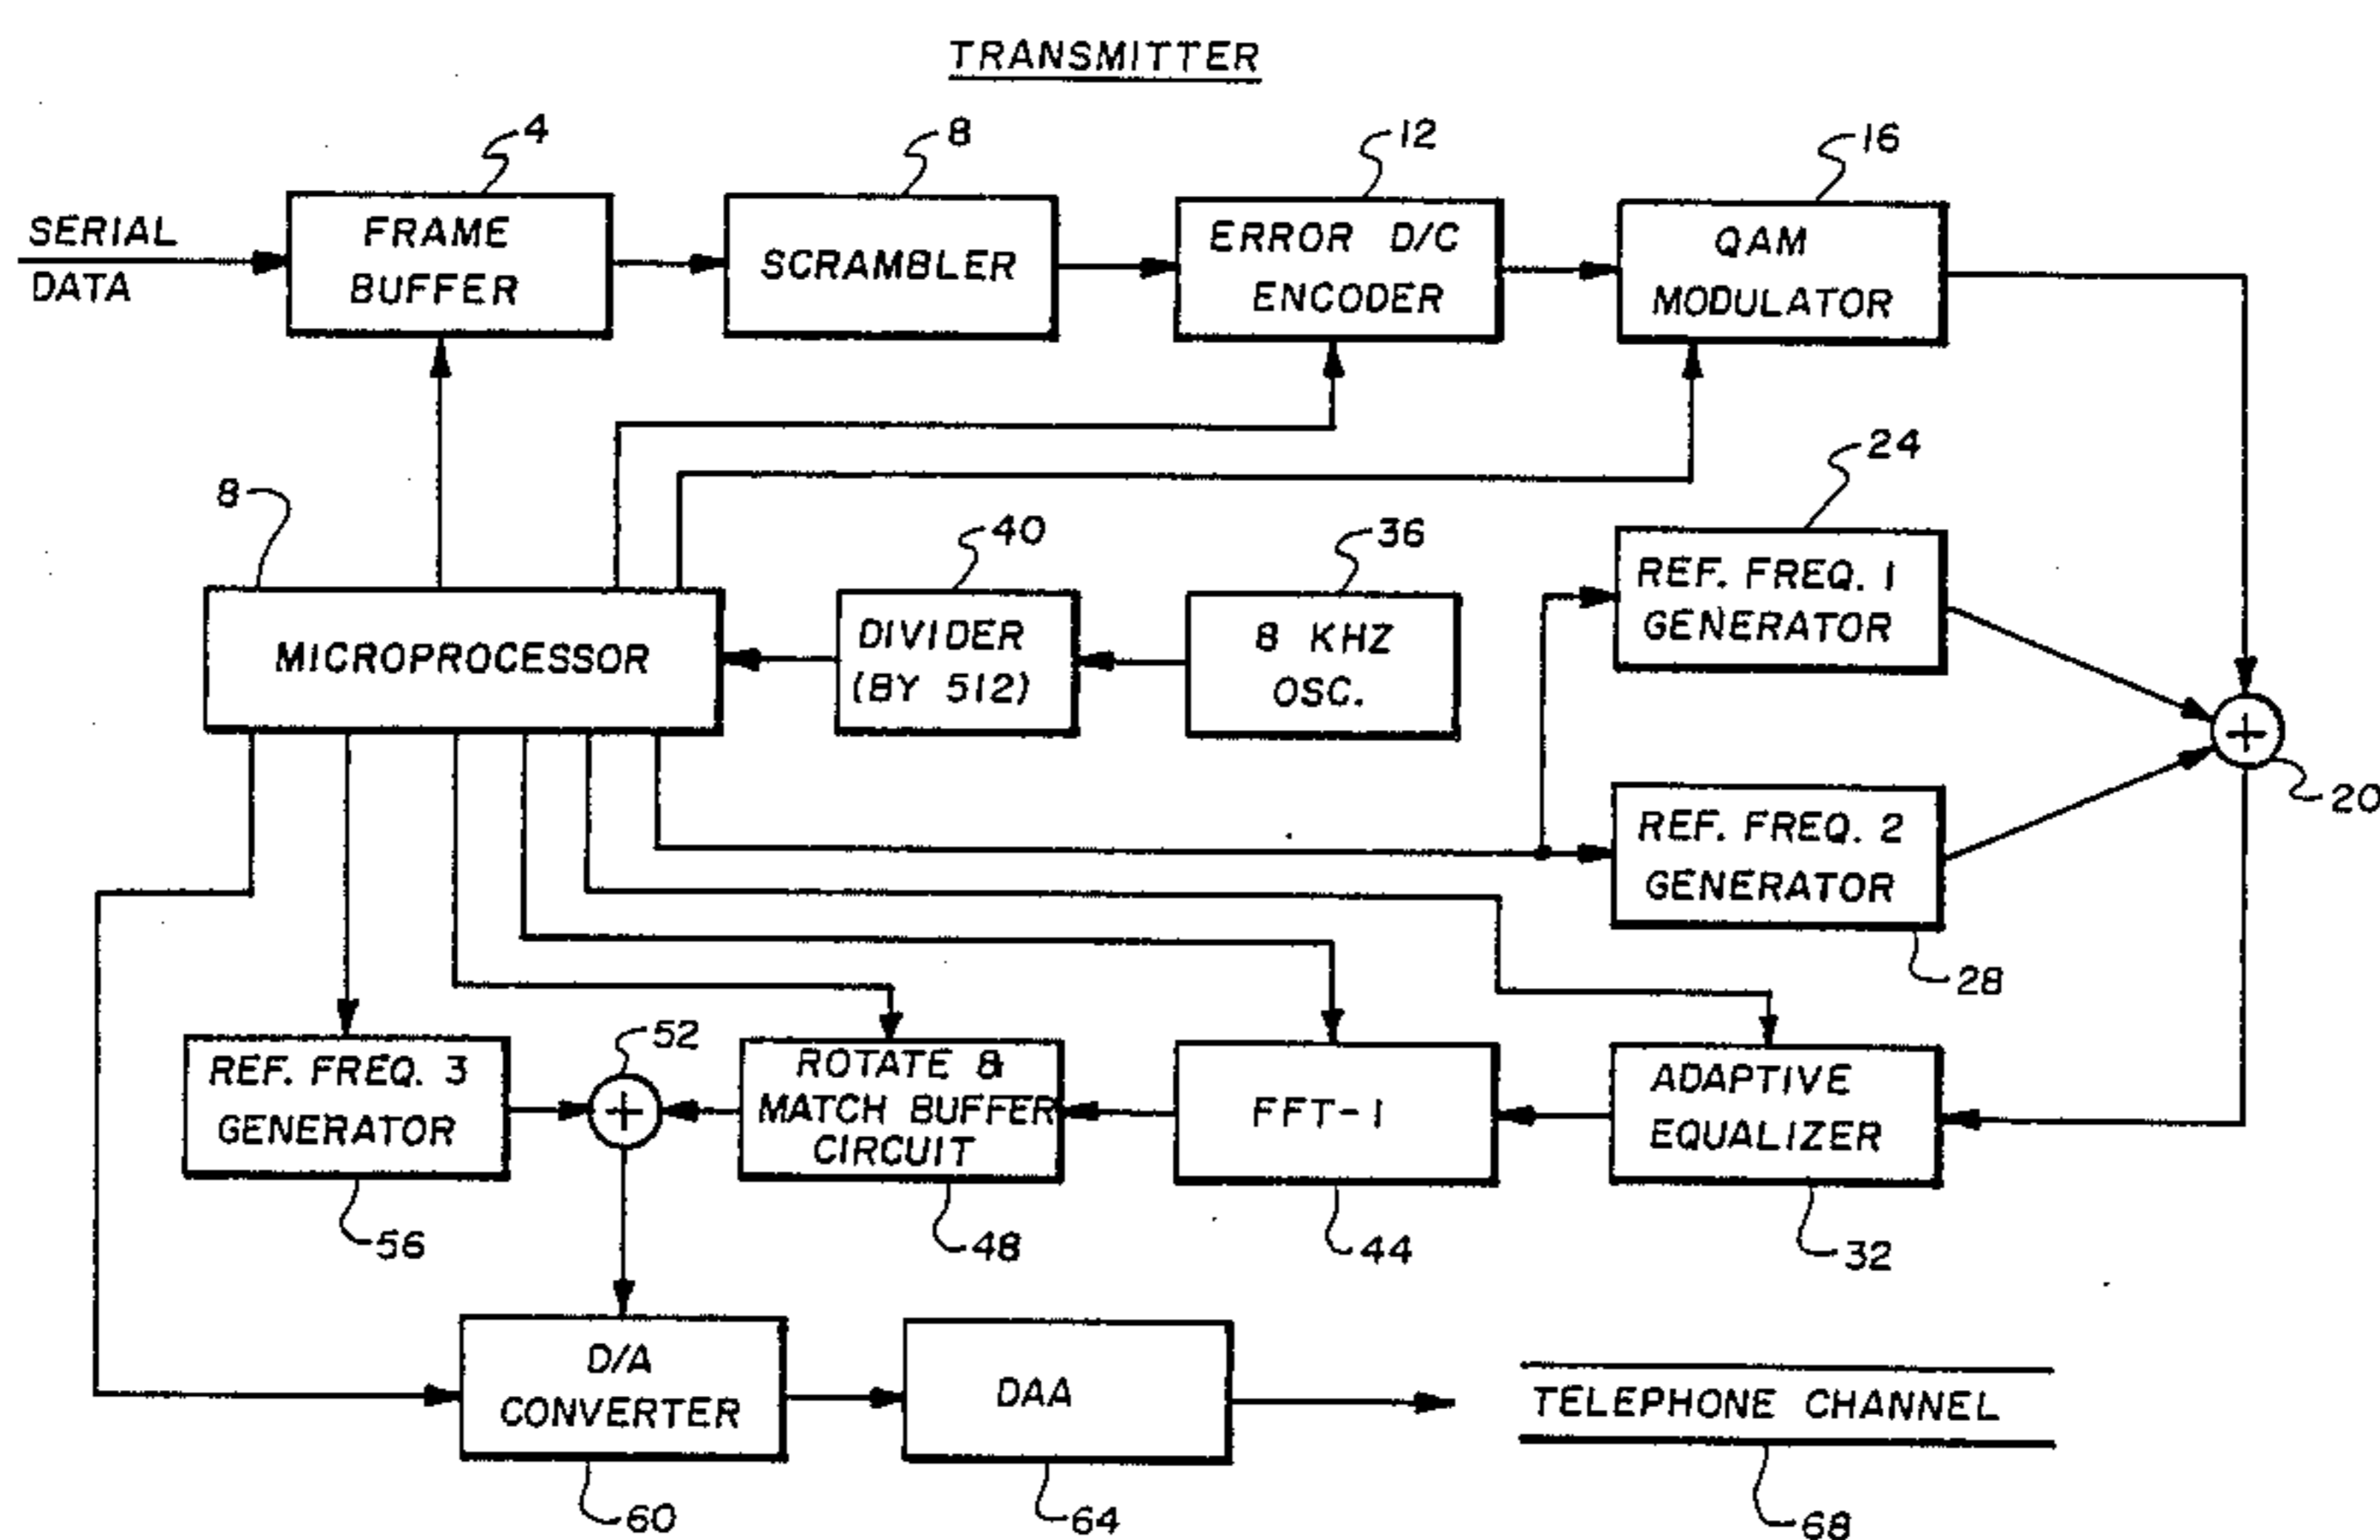 TRANSMITTER
4
8
12
16
SERIAL
DATA
FRAME
BUFFER
SCRAMBLER
ERROR D/C
ENCODER
QAM
MODULATOR
8
40
36
24
MICROPROCESSOR
DIVIDER
(BY 512)
8 KHZ
OSC.
REF. FREQ. 1
GENERATOR
+
20
REF. FREQ. 2
GENERATOR
28
REF. FREQ. 3
GENERATOR
52
+
ROTATE &
MATCH BUFFER
CIRCUIT
FFT-1
ADAPTIVE
EQUALIZER
56
48
44
32
D/A
CONVERTER
DAA
TELEPHONE CHANNEL
60
64
68